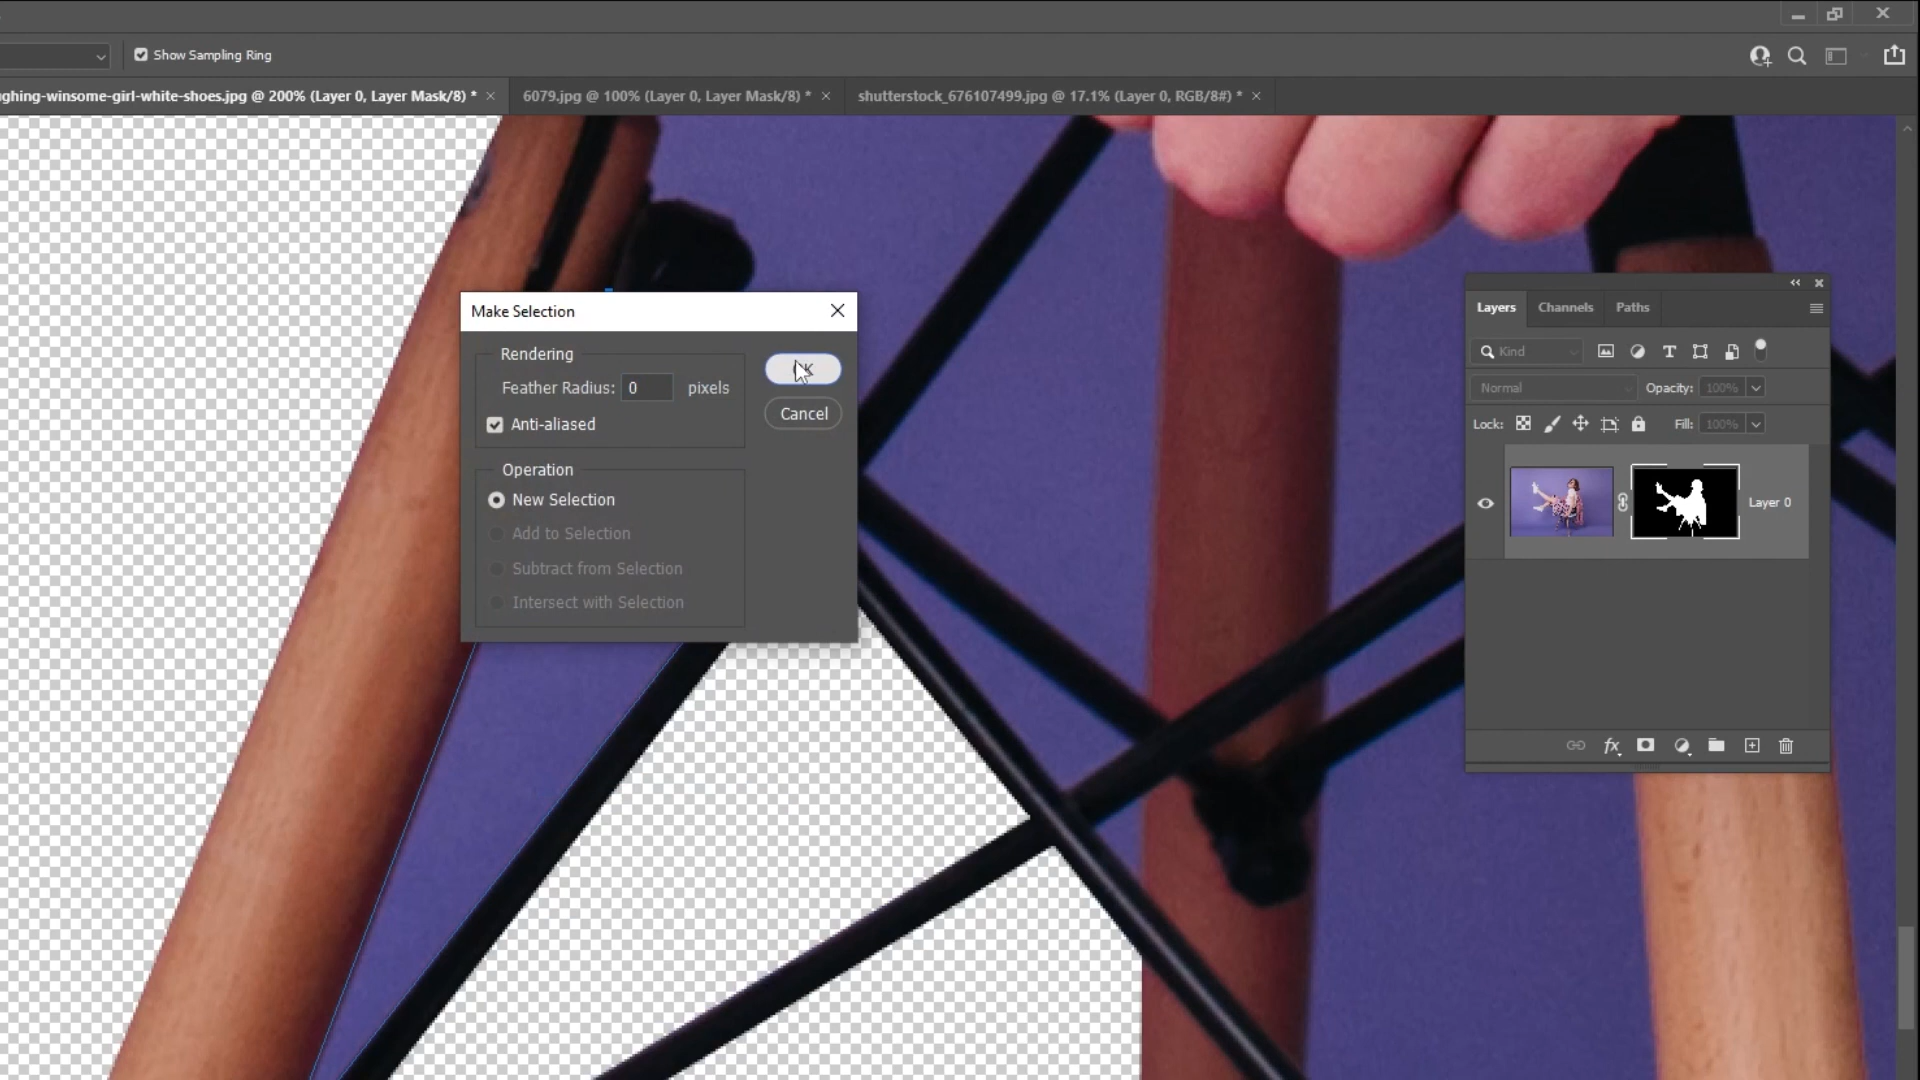 Show Sampling Ring
ghing-winsome-girl-white-shoes.jpg @ 200% (Layer 0, Layer Mask/8) *
6079.jpg @ 100% (Layer 0, Layer Mask/8) *
shutterstock_676107499.jpg @ 17.1% (Layer 0, RGB/8#) *
Make Selection
Rendering
Feather Radius: 0 pixels
Anti-aliased
Cancel
Operation
New Selection
Add to Selection
Subtract from Selection
Intersect with Selection
Layers Channels Paths
Kind
Normal Opacity: 100%
Lock: Fill: 100%
Layer 0
fx